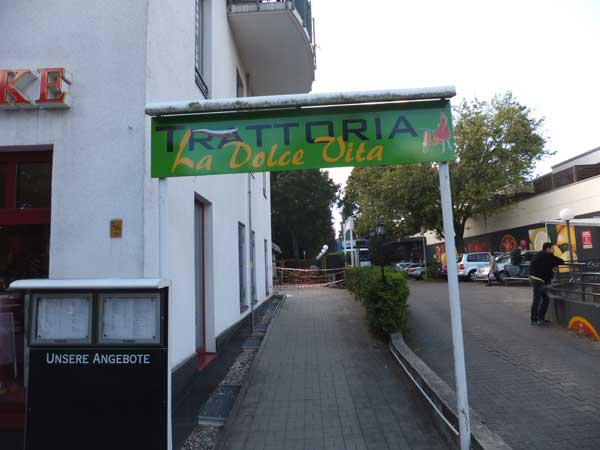 KE
TRATTORIA
La Dolce Vita
UNSERE ANGEBOTE